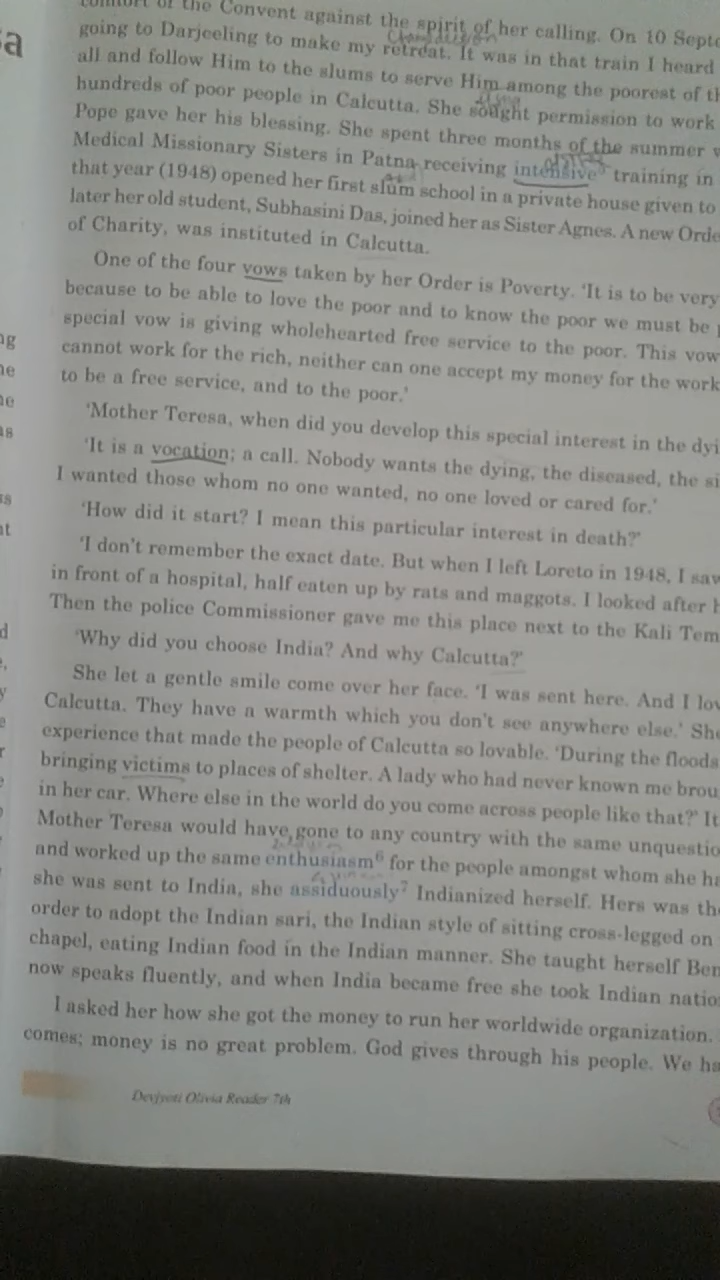 comfort of the Convent against the spirit of her calling. On 10 Septe
going to Darjeeling to make my retreat. It was in that train I heard
all and follow Him to the slums to serve Him among the poorest of th
hundreds of poor people in Calcutta. She sought permission to work
Pope gave her his blessing. She spent three months of the summer w
Medical Missionary Sisters in Patna receiving intensive⁵ training in
that year (1948) opened her first slum school in a private house given to
later her old student, Subhasini Das, joined her as Sister Agnes. A new Orde
of Charity, was instituted in Calcutta.
One of the four vows taken by her Order is Poverty. 'It is to be very
because to be able to love the poor and to know the poor we must be p
special vow is giving wholehearted free service to the poor. This vow
cannot work for the rich, neither can one accept my money for the work
to be a free service, and to the poor.'
'Mother Teresa, when did you develop this special interest in the dyi
'It is a vocation; a call. Nobody wants the dying, the diseased, the si
I wanted those whom no one wanted, no one loved or cared for.'
'How did it start? I mean this particular interest in death?'
'I don't remember the exact date. But when I left Loreto in 1948, I saw
in front of a hospital, half eaten up by rats and maggots. I looked after h
Then the police Commissioner gave me this place next to the Kali Tem
'Why did you choose India? And why Calcutta?'
She let a gentle smile come over her face. 'I was sent here. And I lov
Calcutta. They have a warmth which you don't see anywhere else.' She
experience that made the people of Calcutta so lovable. 'During the floods
bringing victims to places of shelter. A lady who had never known me brou
in her car. Where else in the world do you come across people like that?' It
Mother Teresa would have gone to any country with the same unquestio
and worked up the same enthusiasm⁶ for the people amongst whom she ha
she was sent to India, she assiduously⁷ Indianized herself. Hers was the
order to adopt the Indian sari, the Indian style of sitting cross-legged on
chapel, eating Indian food in the Indian manner. She taught herself Ben
now speaks fluently, and when India became free she took Indian natio
I asked her how she got the money to run her worldwide organization.
comes; money is no great problem. God gives through his people. We ha
Devjyoti Olivia Reader 7th